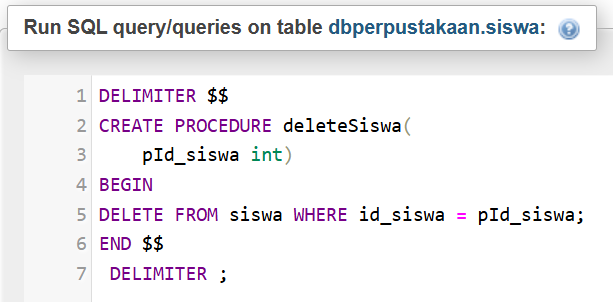 Run SQL query/queries on table dbperpustakaan.siswa:
1 DELIMITER $$
2 CREATE PROCEDURE deleteSiswa(
3     pId_siswa int)
4 BEGIN
5 DELETE FROM siswa WHERE id_siswa = pId_siswa;
6 END $$
7  DELIMITER ;